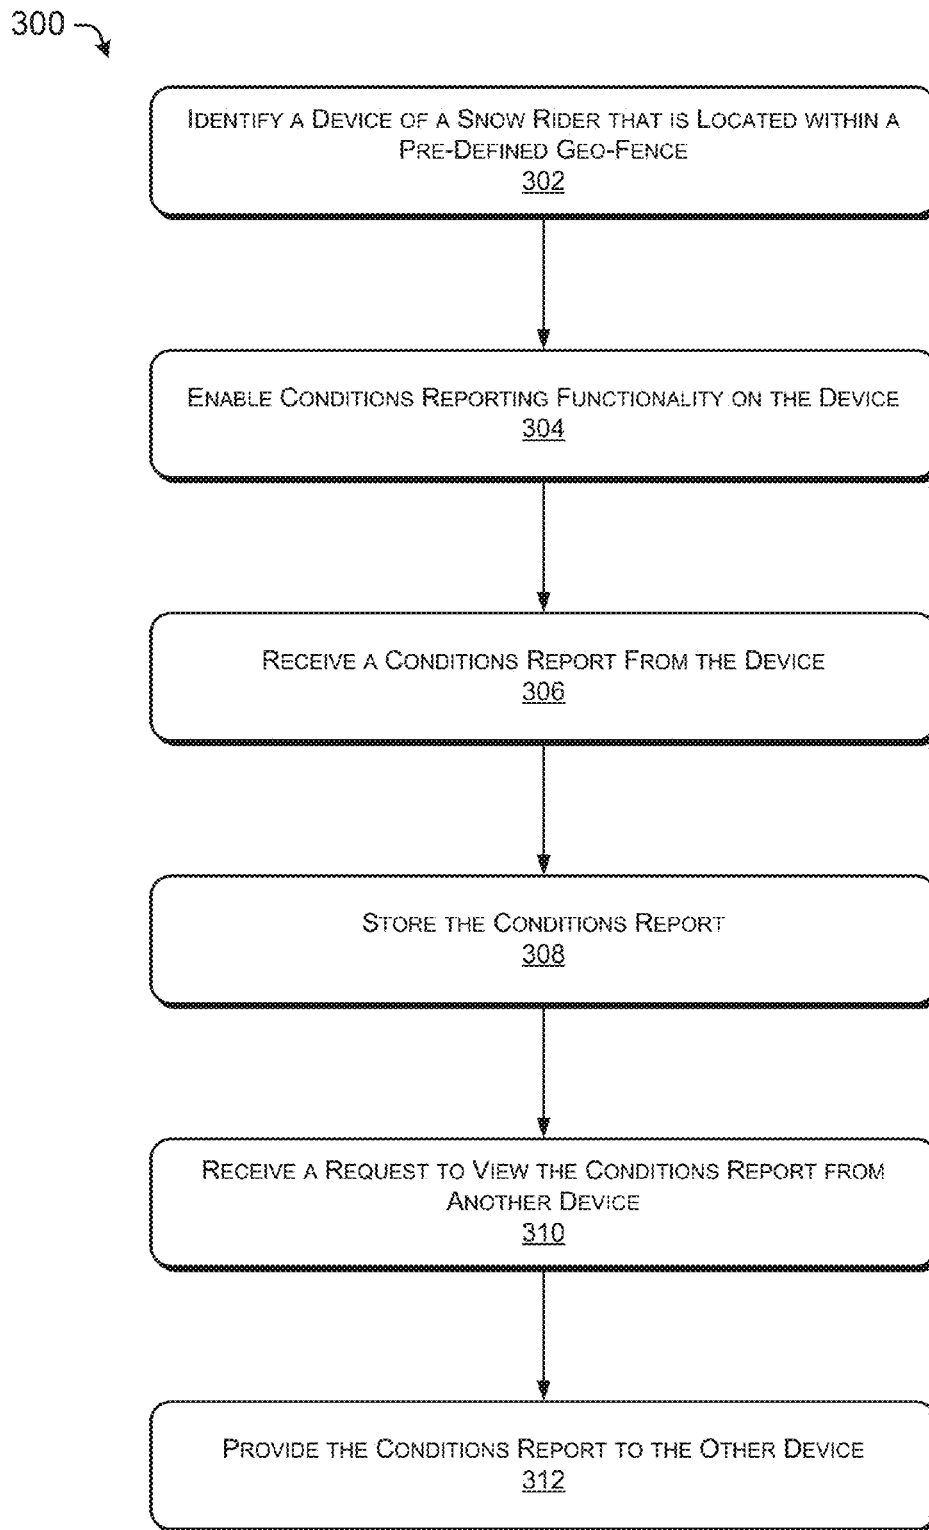 300
Identify a Device of a Snow Rider that is Located within a
Pre-Defined Geo-Fence
302
Enable Conditions Reporting Functionality on the Device
304
Receive a Conditions Report From the Device
306
Store the Conditions Report
308
Receive a Request to View the Conditions Report from
Another Device
310
Provide the Conditions Report to the Other Device
312